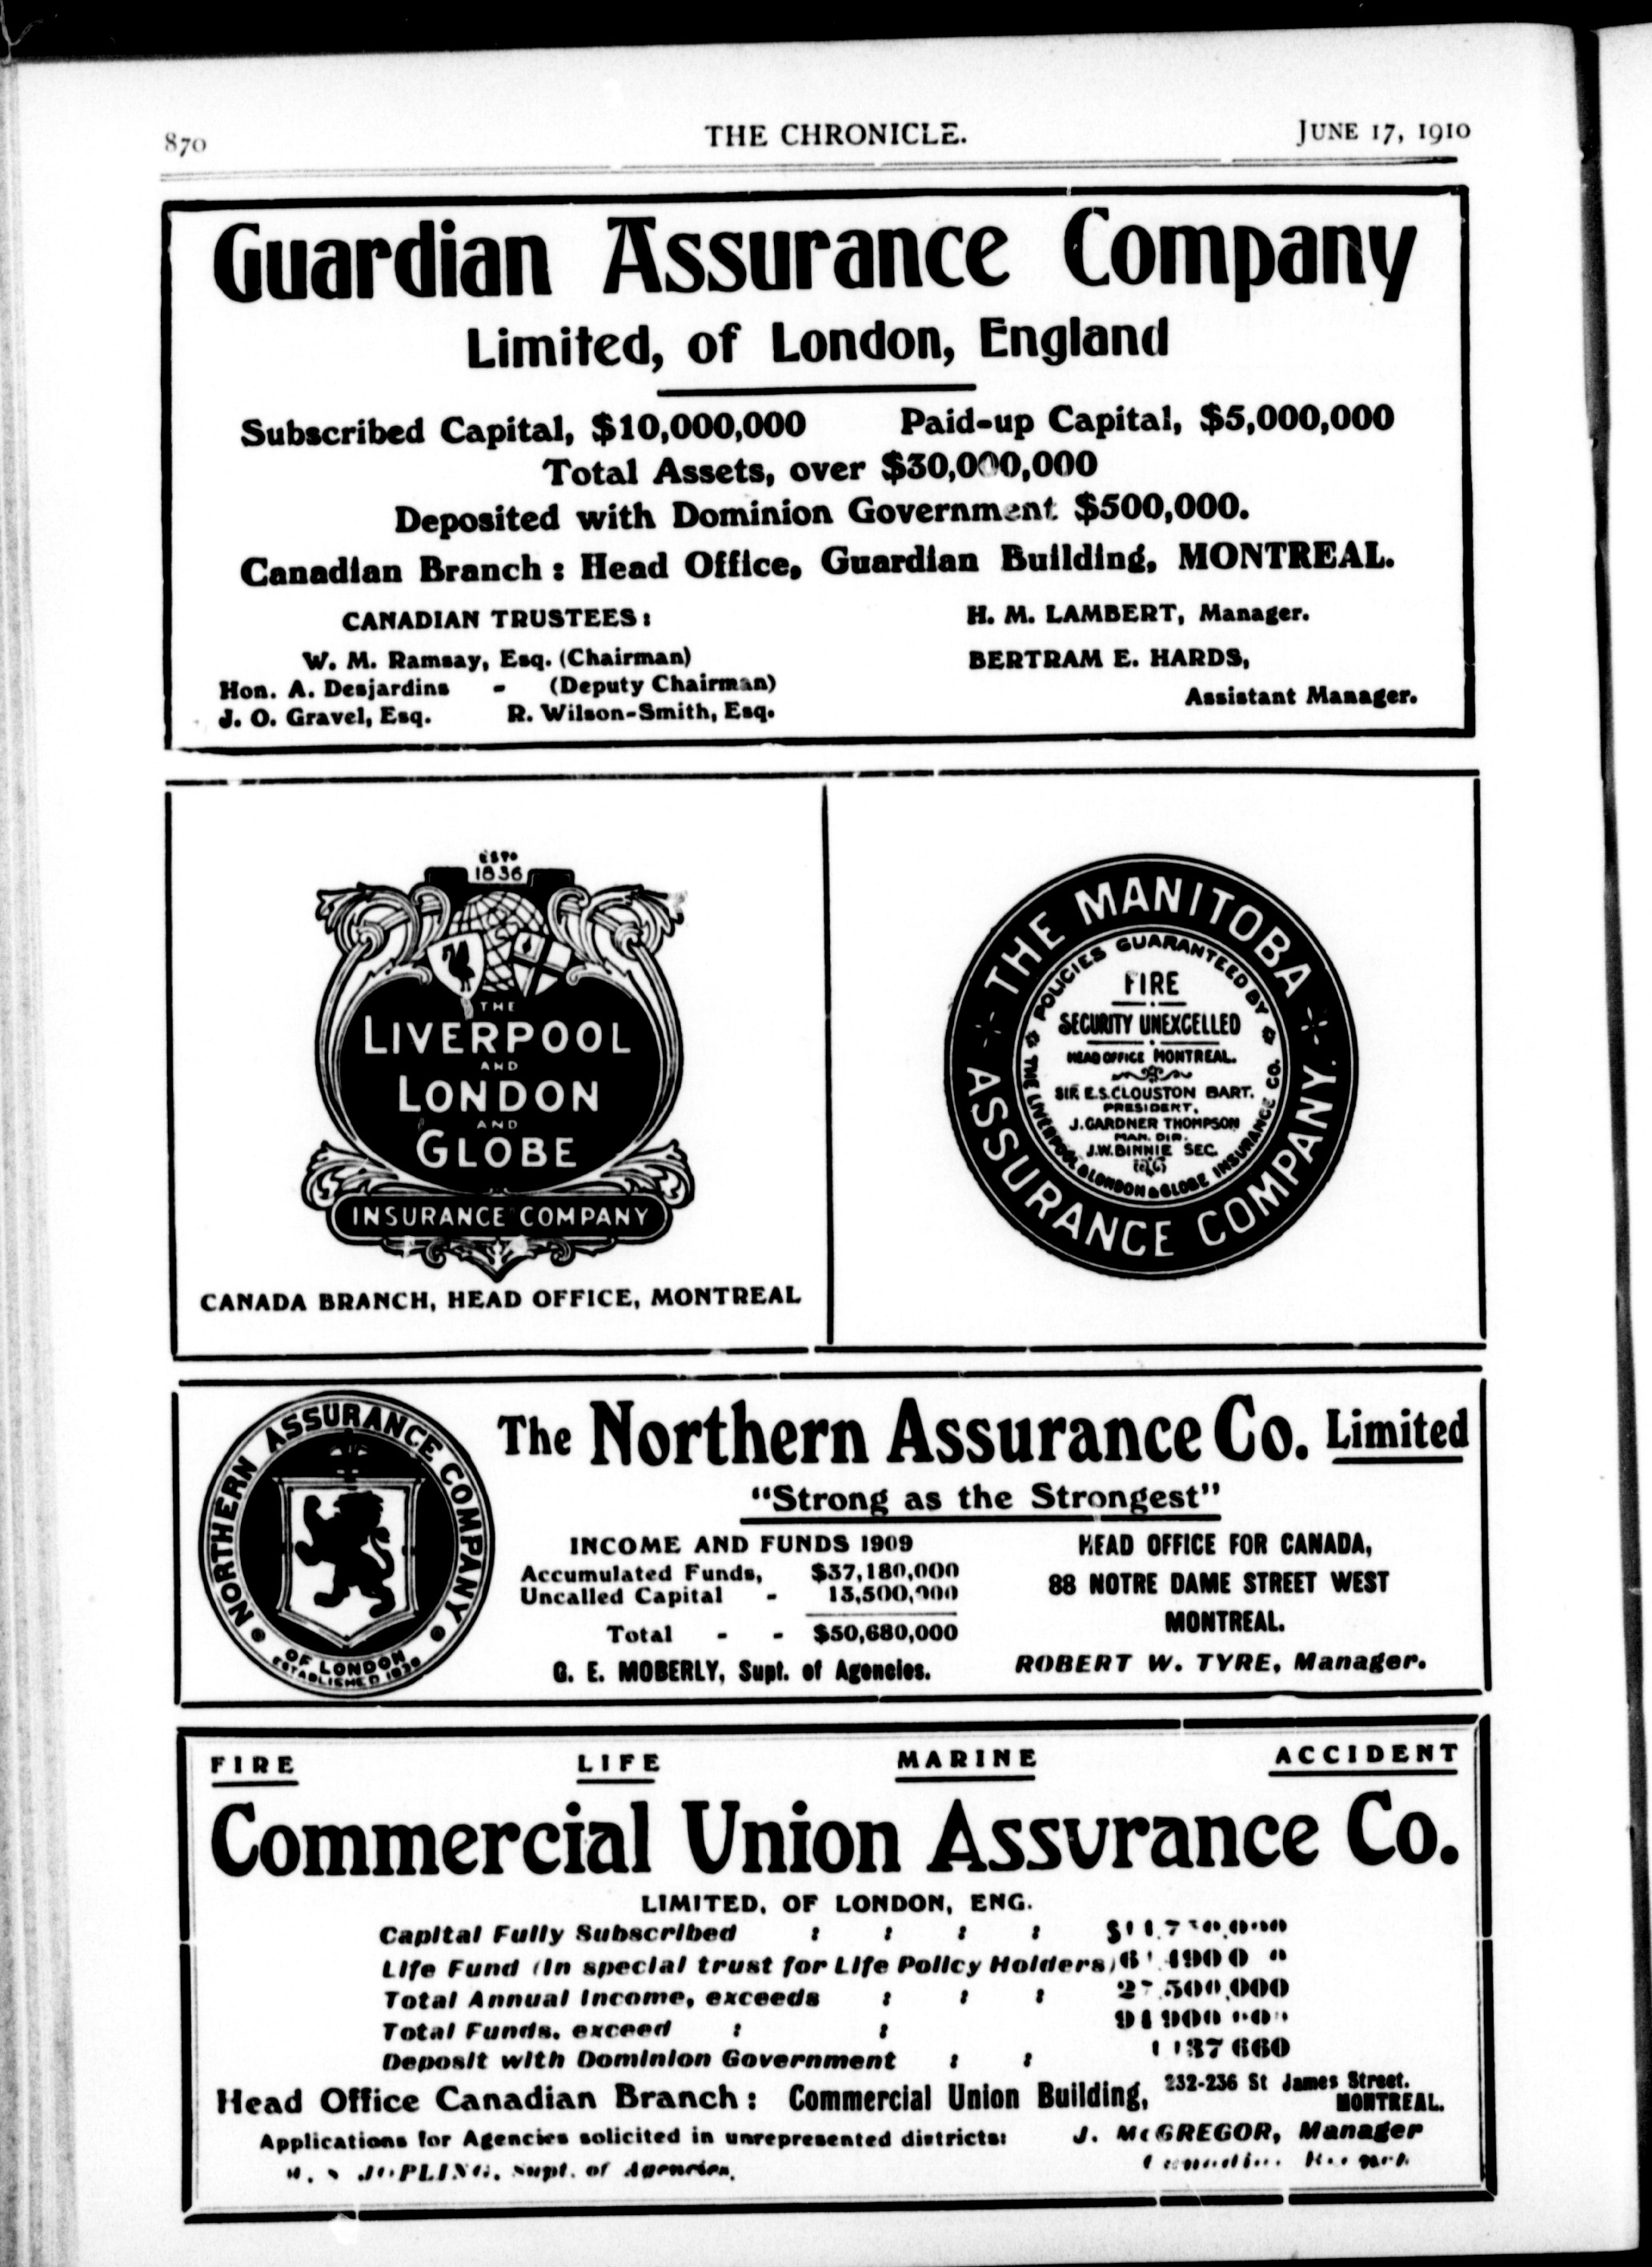 870 THE CHRONICLE. JUNE 17, 1910
Guardian Assurance Company
Limited, of London, England
Subscribed Capital, $10,000,000 Paid-up Capital, $5,000,000
Total Assets, over $30,000,000
Deposited with Dominion Government $500,000.
Canadian Branch : Head Office, Guardian Building, MONTREAL.
CANADIAN TRUSTEES :
W. M. Ramsay, Esq. (Chairman)
Hon. A. Desjardins - (Deputy Chairman)
J. O. Gravel, Esq. R. Wilson-Smith, Esq.
H. M. LAMBERT, Manager.
BERTRAM E. HARDS,
Assistant Manager.
ESTD
1836
THE
LIVERPOOL
AND
LONDON
AND
GLOBE
INSURANCE COMPANY
CANADA BRANCH, HEAD OFFICE, MONTREAL
THE MANITOBA
ASSURANCE COMPANY.
POLICIES GUARANTEED BY
THE LIVERPOOL & LONDON & GLOBE INSURANCE CO.
FIRE
SECURITY UNEXCELLED
HEAD OFFICE MONTREAL.
SIR E.S.CLOUSTON BART.
PRESIDENT,
J.GARDNER THOMPSON
MAN. DIR.
J.W.BINNIE SEC.
NORTHERN ASSURANCE COMPANY
OF LONDON
ESTABLISHED 1836
The Northern Assurance Co. Limited
"Strong as the Strongest"
INCOME AND FUNDS 1909
Accumulated Funds, $37,180,000
Uncalled Capital - 13,500,000
Total - - $50,680,000
G. E. MOBERLY, Supt. of Agencies.
HEAD OFFICE FOR CANADA,
88 NOTRE DAME STREET WEST
MONTREAL.
ROBERT W. TYRE, Manager.
FIRE LIFE MARINE ACCIDENT
Commercial Union Assurance Co.
LIMITED, OF LONDON, ENG.
Capital Fully Subscribed : : : :
Life Fund (In special trust for Life Policy Holders)
Total Annual Income, exceeds : : : 27,500,000
Total Funds, exceed : :
Deposit with Dominion Government : :
Head Office Canadian Branch : Commercial Union Building, 232-236 St James Street.
MONTREAL.
Applications for Agencies solicited in unrepresented districts: J. McGREGOR, Manager
JOPLING, Supt. of Agencies. Canadian Branch